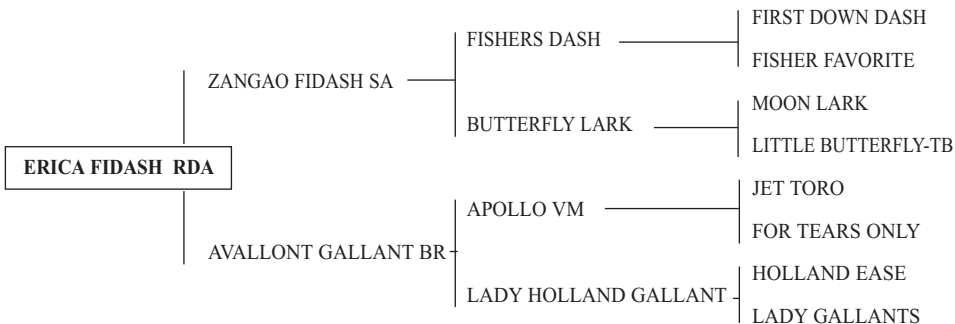 FIRST DOWN DASH
FISHERS DASH
FISHER FAVORITE
ZANGAO FIDASH SA
MOON LARK
BUTTERFLY LARK
LITTLE BUTTERFLY-TB
ERICA FIDASH RDA
JET TORO
APOLLO VM
FOR TEARS ONLY
AVALLONT GALLANT BR
HOLLAND EASE
LADY HOLLAND GALLANT
LADY GALLANTS